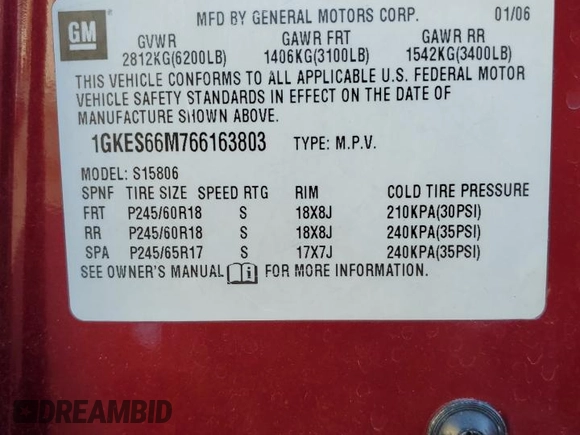 GM
MFD BY GENERAL MOTORS CORP. 01/06
GVWR GAWR FRT GAWR RR
2812KG(6200LB) 1406KG(3100LB) 1542KG(3400LB)
THIS VEHICLE CONFORMS TO ALL APPLICABLE U.S. FEDERAL MOTOR
VEHICLE SAFETY STANDARDS IN EFFECT ON THE DATE OF
MANUFACTURE SHOWN ABOVE.
1GKES66M766163803 TYPE: M.P.V.
MODEL: S15806
SPNF TIRE SIZE SPEED RTG RIM COLD TIRE PRESSURE
FRT P245/60R18 S 18X8J 210KPA(30PSI)
RR P245/60R18 S 18X8J 240KPA(35PSI)
SPA P245/65R17 S 17X7J 240KPA(35PSI)
SEE OWNER'S MANUAL i FOR MORE INFORMATION.
DREAMBID